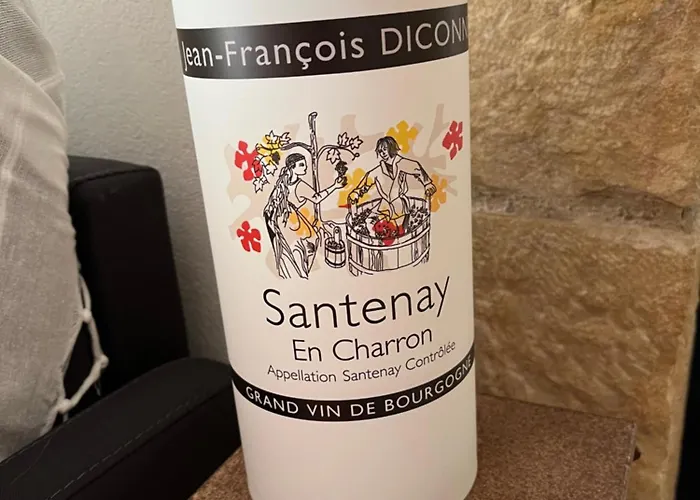 Jean-François DICONN
Santenay
En Charron
Appellation Santenay Contrôlée
GRAND VIN DE BOURGOGNE